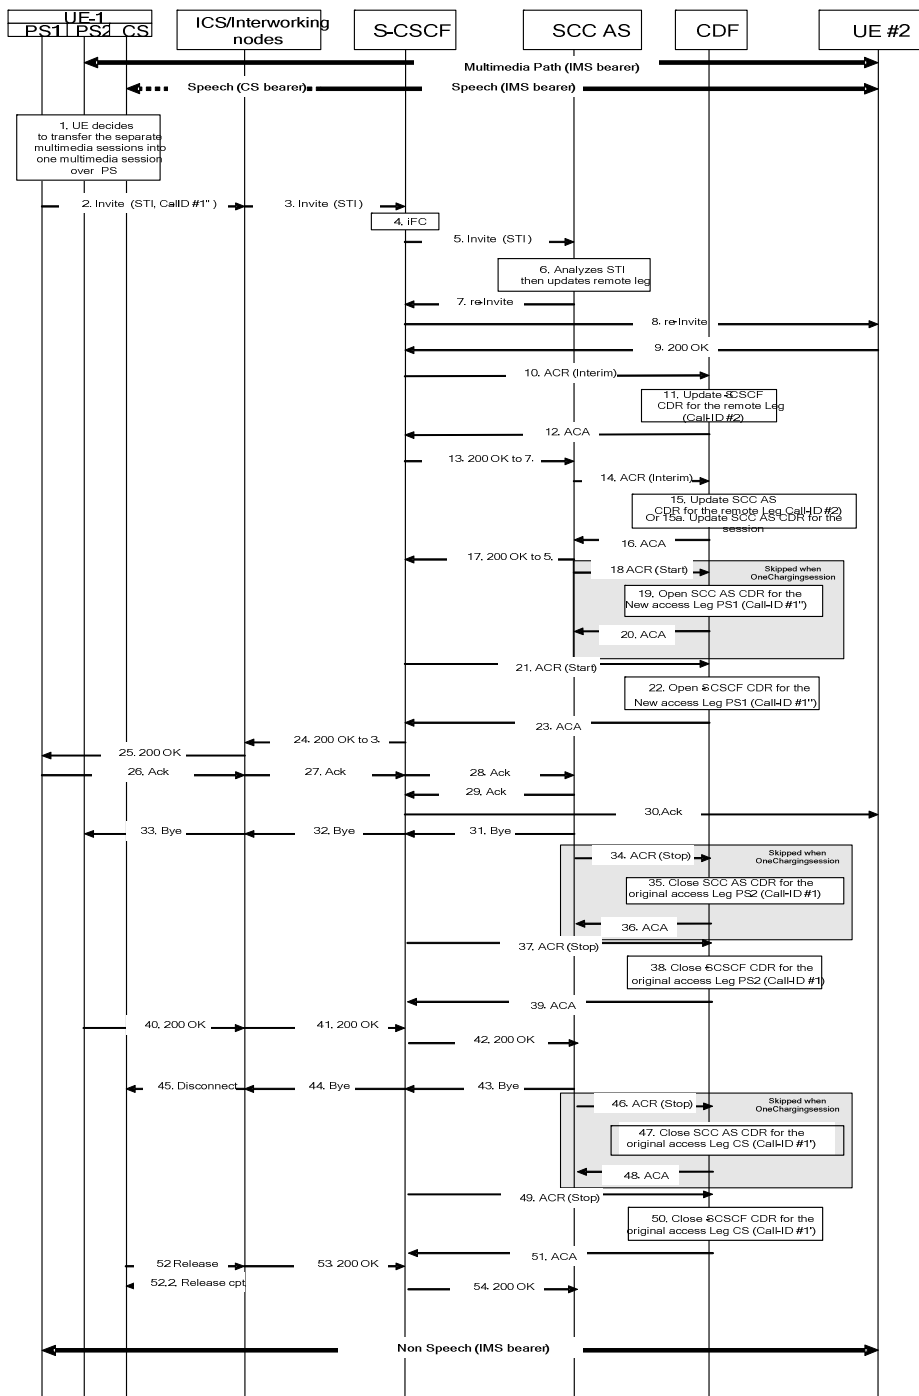 UE-1
PS1 PS2 CS
ICS/Interworking
nodes
S-CSCF
SCC AS
CDF
UE #2
Multimedia Path (IMS bearer)
Speech (CS bearer)
Speech (IMS bearer)
1. UE decides
to transfer the separate
multimedia sessions into
one multimedia session
over PS
2. Invite (STI, CallID #1'' )
3. Invite (STI)
4. iFC
5. Invite (STI )
6. Analyzes STI
then updates remote leg
7. re-Invite
8. re-Invite
9. 200 OK
10. ACR (Interim)
11. Update S-CSCF
CDR for the remote Leg
(Call-ID #2)
12. ACA
13. 200 OK to 7.
14. ACR (Interim)
15. Update SCC AS
CDR for the remote Leg Call-ID #2)
Or 15a. Update SCC AS CDR for the
session
16. ACA
17. 200 OK to 5.
18 ACR (Start)
Skipped when
OneChargingsession
19. Open SCC AS CDR for the
New access Leg PS1 (Call-ID #1'')
20. ACA
21. ACR (Start)
22. Open S-CSCF CDR for the
New access Leg PS1 (Call-ID #1'')
23. ACA
24. 200 OK to 3.
25. 200 OK
26. Ack
27. Ack
28. Ack
29. Ack
30.Ack
33. Bye
32. Bye
31. Bye
34. ACR (Stop)
Skipped when
OneChargingsession
35. Close SCC AS CDR for the
original access Leg PS2 (Call-ID #1)
36. ACA
37. ACR (Stop)
38. Close S-CSCF CDR for the
original access Leg PS2 (Call-ID #1)
39. ACA
40. 200 OK
41. 200 OK
42. 200 OK
45. Disconnect
44. Bye
43. Bye
46. ACR (Stop)
Skipped when
OneChargingsession
47. Close SCC AS CDR for the
original access Leg CS (Call-ID #1')
48. ACA
49. ACR (Stop)
50. Close S-CSCF CDR for the
original access Leg CS (Call-ID #1')
51. ACA
52 Release
53. 200 OK
52.2. Release cpt
54. 200 OK
Non Speech (IMS bearer)